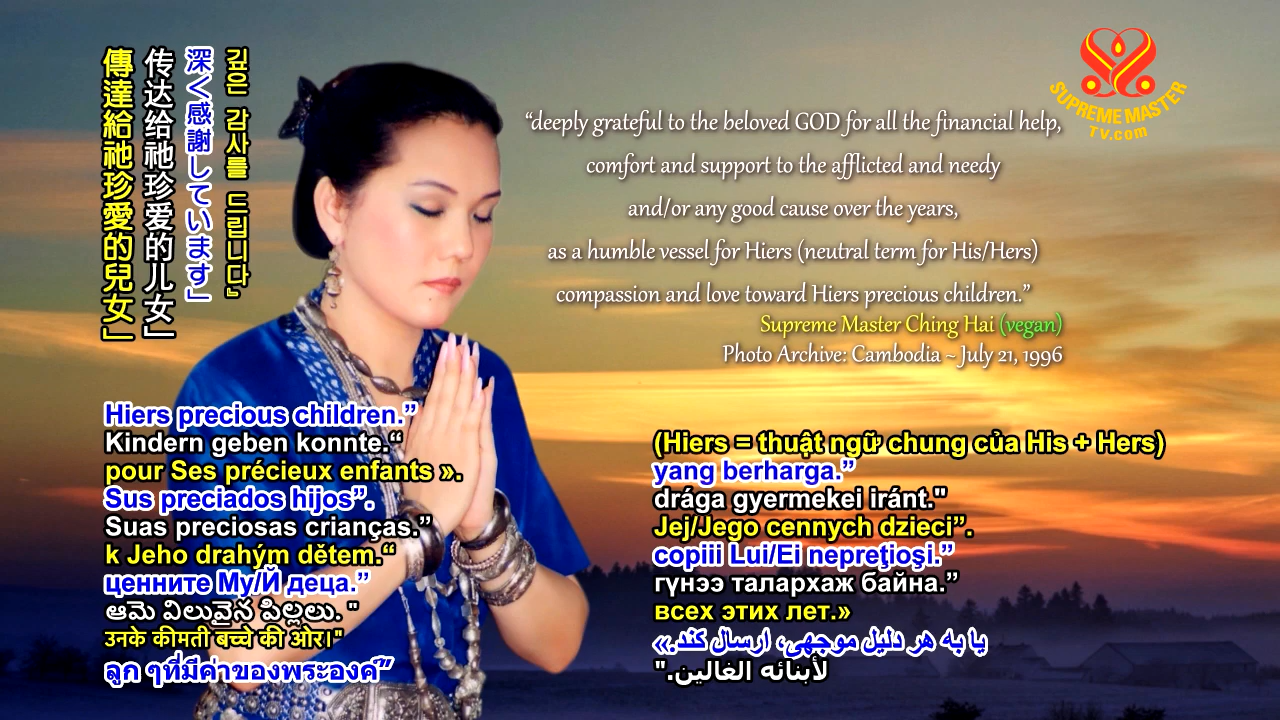 傳達給祂珍愛的兒女」
传达给祂珍爱的儿女」
深く感謝しています」
깊은 감사를 드립니다』
SUPREME MASTER
TV.com
“deeply grateful to the beloved GOD for all the financial help,
comfort and support to the afflicted and needy
and/or any good cause over the years,
as a humble vessel for Hiers (neutral term for His/Hers)
compassion and love toward Hiers precious children.”
Supreme Master Ching Hai (vegan)
Photo Archive: Cambodia ~ July 21, 1996
Hiers precious children.”
Kindern geben konnte.“
pour Ses précieux enfants ».
Sus preciados hijos”.
Suas preciosas crianças.”
k Jeho drahým dětem.“
ценните Му/Й деца.”
ఆమె విలువైన పిల్లలు. "
उनके कीमती बच्चे की ओर।"
ลูก ๆที่มีค่าของพระองค์”
(Hiers = thuật ngữ chung của His + Hers)
yang berharga.”
drága gyermekei iránt."
Jej/Jego cennych dzieci”.
copiii Lui/Ei nepreţioşi.”
гүнээ талархаж байна.”
всех этих лет.»
یا به هر دلیل موجهی، ارسال کند.»
لأبنائه الغالين."